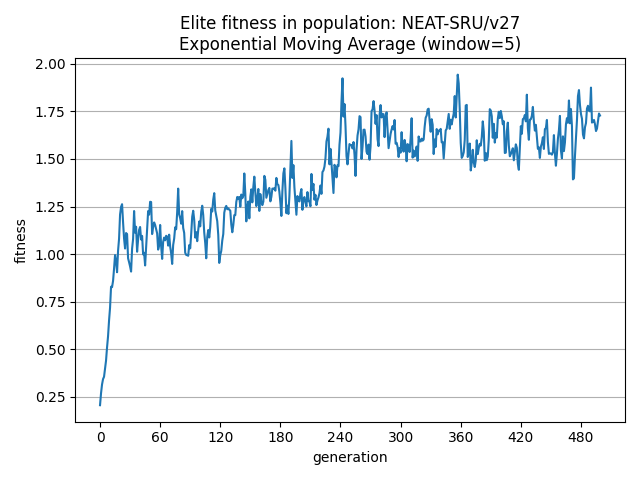 Elite fitness in population: NEAT-SRU/v27
Exponential Moving Average (window=5)
2.00
1.75
1.50
1.25
1.00
0.75
0.50
0.25
fitness
0 60 120 180 240 300 360 420 480
generation